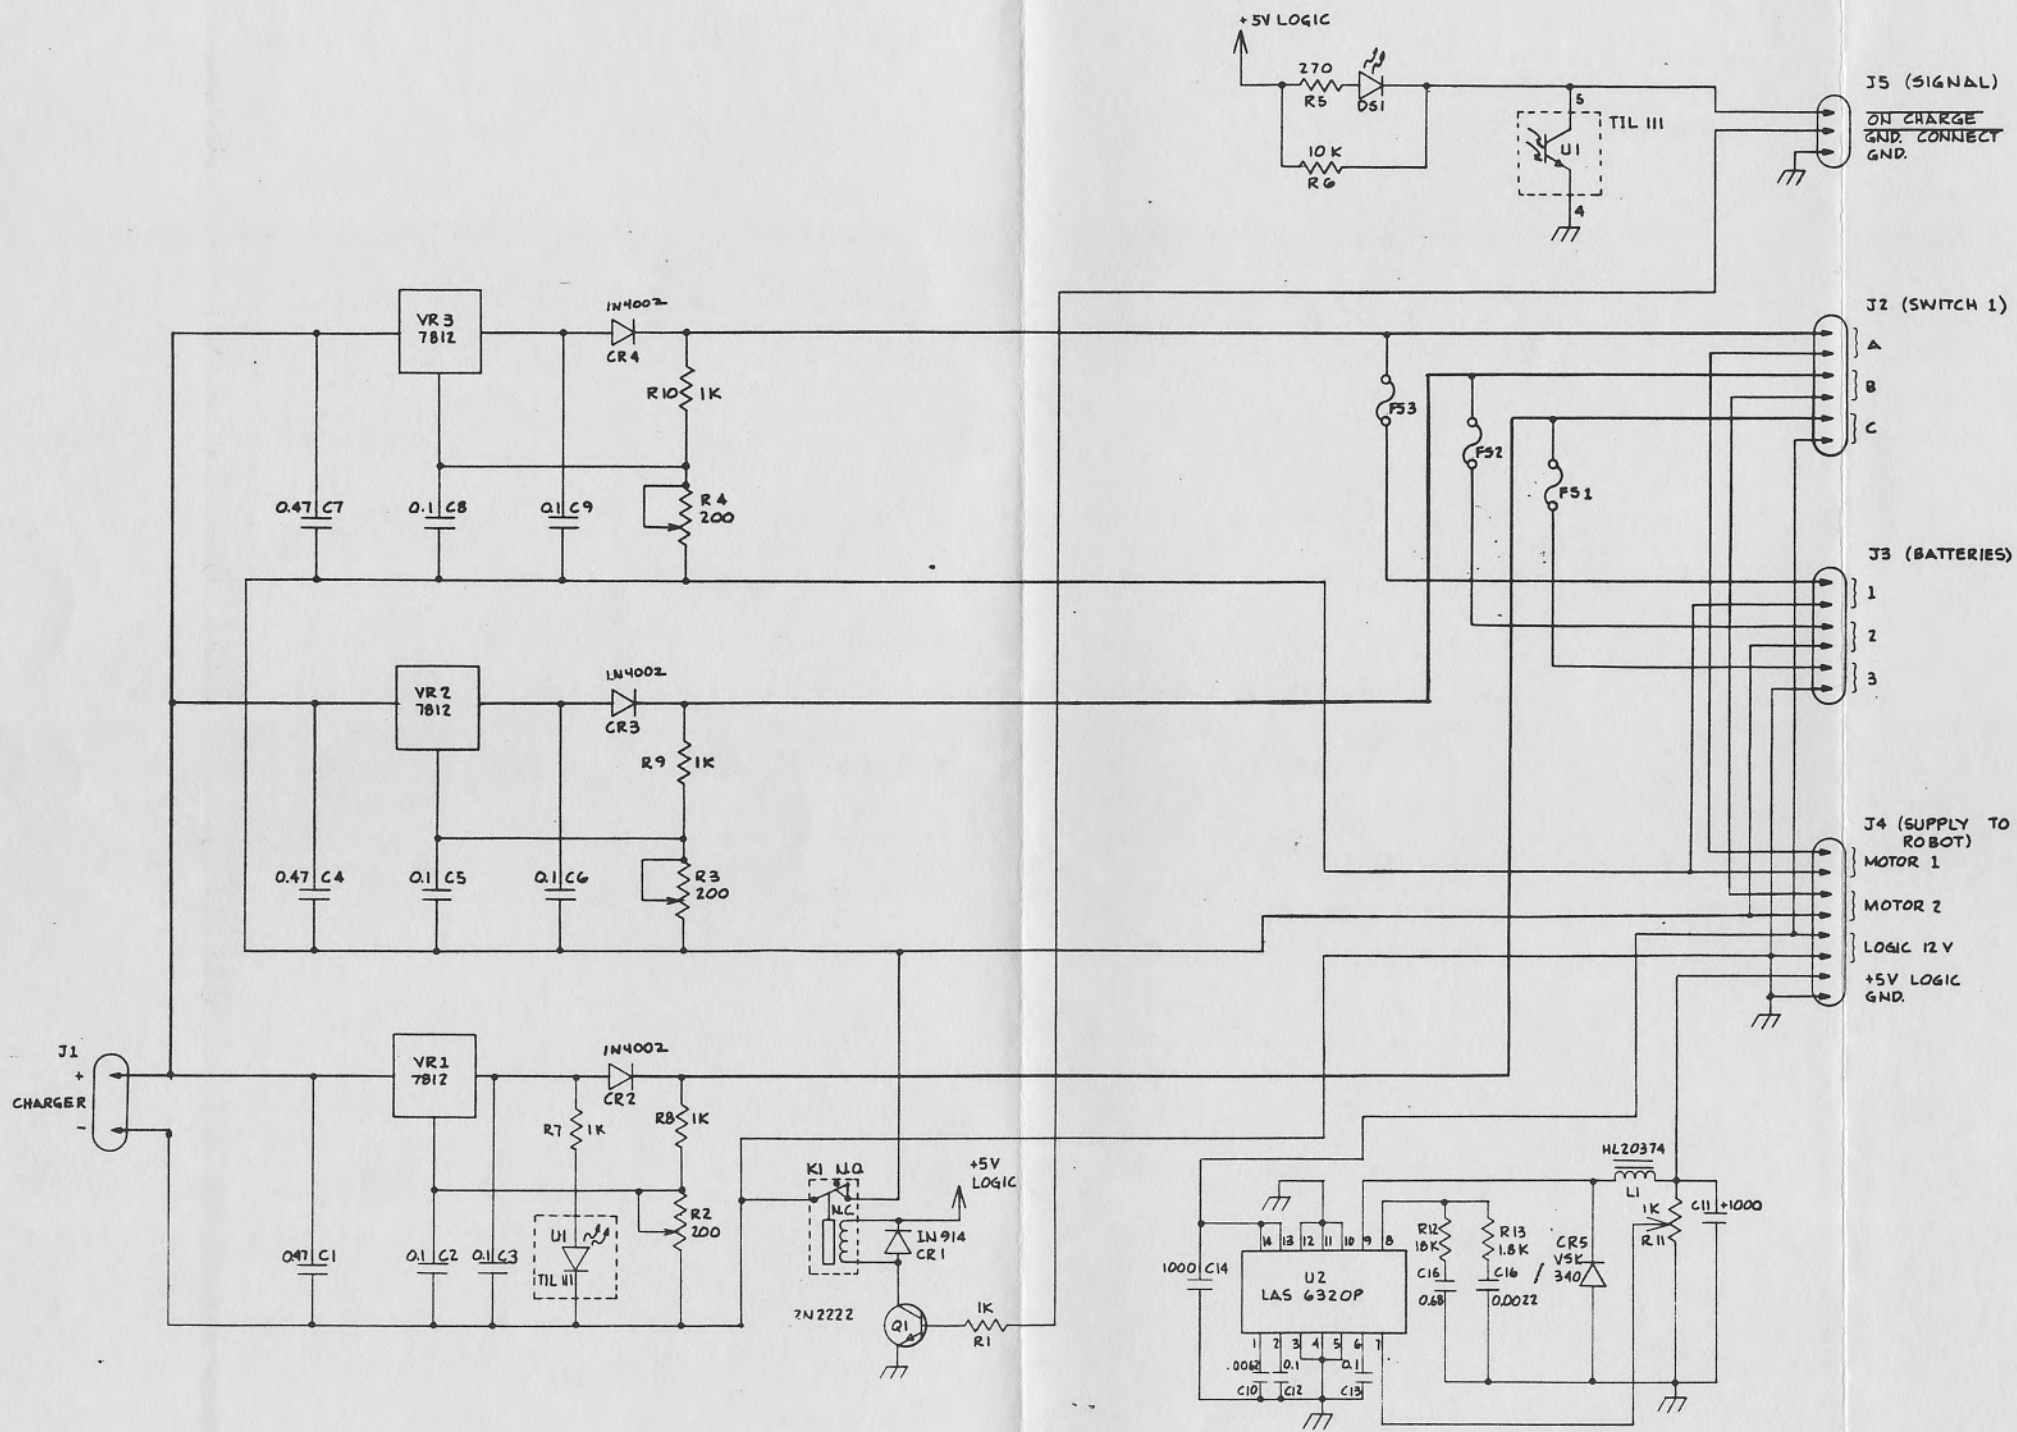 +5V LOGIC
270
R5
DS1
10K
R6
5
TIL 111
U1
4
J5 (SIGNAL)
ON CHARGE
GND. CONNECT
GND.
J2 (SWITCH 1)
A
B
C
VR3
7812
1N4002
CR4
R10 1K
0.47 C7
0.1 C8
0.1 C9
R4
200
FS3
FS2
FS1
J3 (BATTERIES)
1
2
3
VR2
7812
1N4002
CR3
R9 1K
0.47 C4
0.1 C5
0.1 C6
R3
200
J4 (SUPPLY TO
ROBOT)
MOTOR 1
MOTOR 2
LOGIC 12V
+5V LOGIC
GND.
J1
+
CHARGER
-
VR1
7812
1N4002
CR2
R7 1K
R8 1K
0.47 C1
0.1 C2
0.1 C3
U1
TIL 111
R2
200
K1 N.O.
N.C.
+5V
LOGIC
IN914
CR1
2N2222
Q1
1K
R1
HL20374
L1
1K
R11
C11 +1000
14 13 12 11 10 9 8
R12
18K
R13
1.8K
CR5
VSK
340
1000 C14
U2
LAS 6320P
C15
0.68
C16
0.0022
1 2 3 4 5 6 7
.0062 0.1 0.1
C10 C12 C13